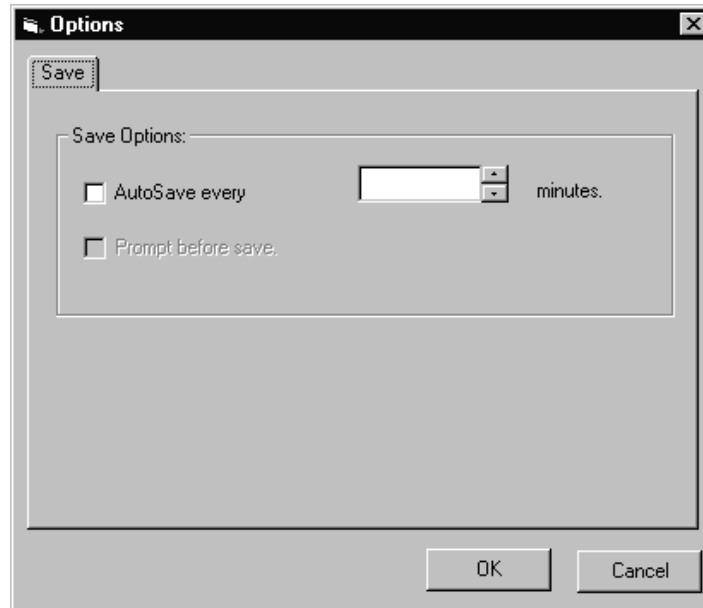 Options
Save
Save Options:
AutoSave every minutes.
Prompt before save.
OK Cancel